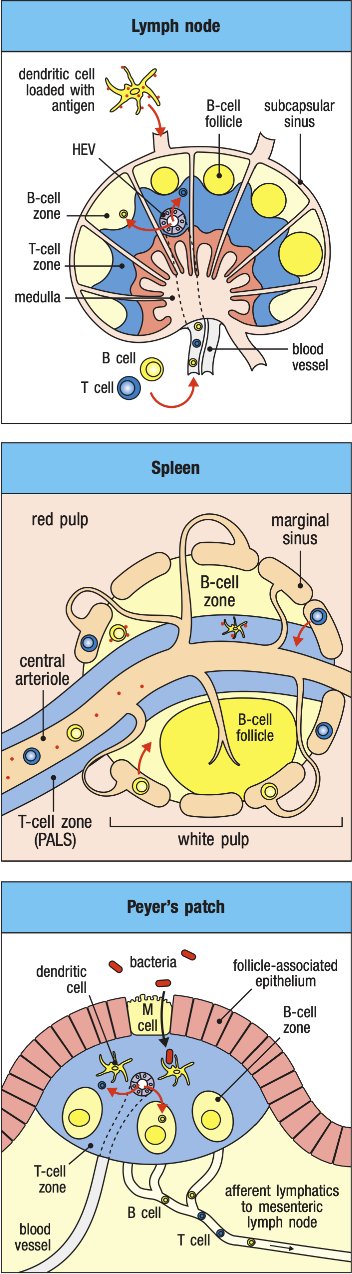 Lymph node
dendritic cell
loaded with
antigen
B-cell
follicle
subcapsular
sinus
HEV
B-cell
zone
T-cell
zone
medulla
B cell
T cell
blood
vessel
Spleen
red pulp
marginal
sinus
B-cell
zone
central
arteriole
B-cell
follicle
T-cell zone
(PALS)
white pulp
Peyer's patch
bacteria
dendritic
cell
M
cell
follicle-associated
epithelium
B-cell
zone
T-cell
zone
blood
vessel
B cell
T cell
afferent lymphatics
to mesenteric
lymph node